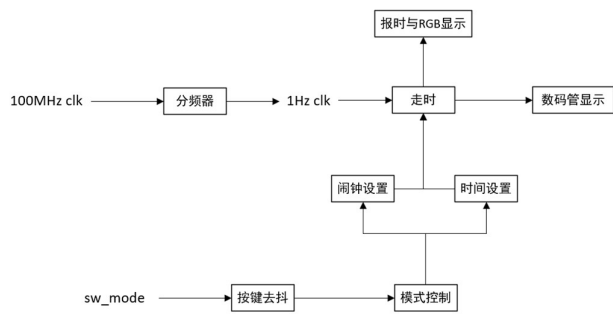 报时与RGB显示
100MHz clk
分频器
1Hz clk
走时
数码管显示
闹钟设置
时间设置
sw_mode
按键去抖
模式控制